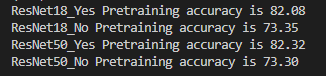 ResNet18_Yes Pretraining accuracy is 82.08
ResNet18_No Pretraining accuracy is 73.35
ResNet50_Yes Pretraining accuracy is 82.32
ResNet50_No Pretraining accuracy is 73.30